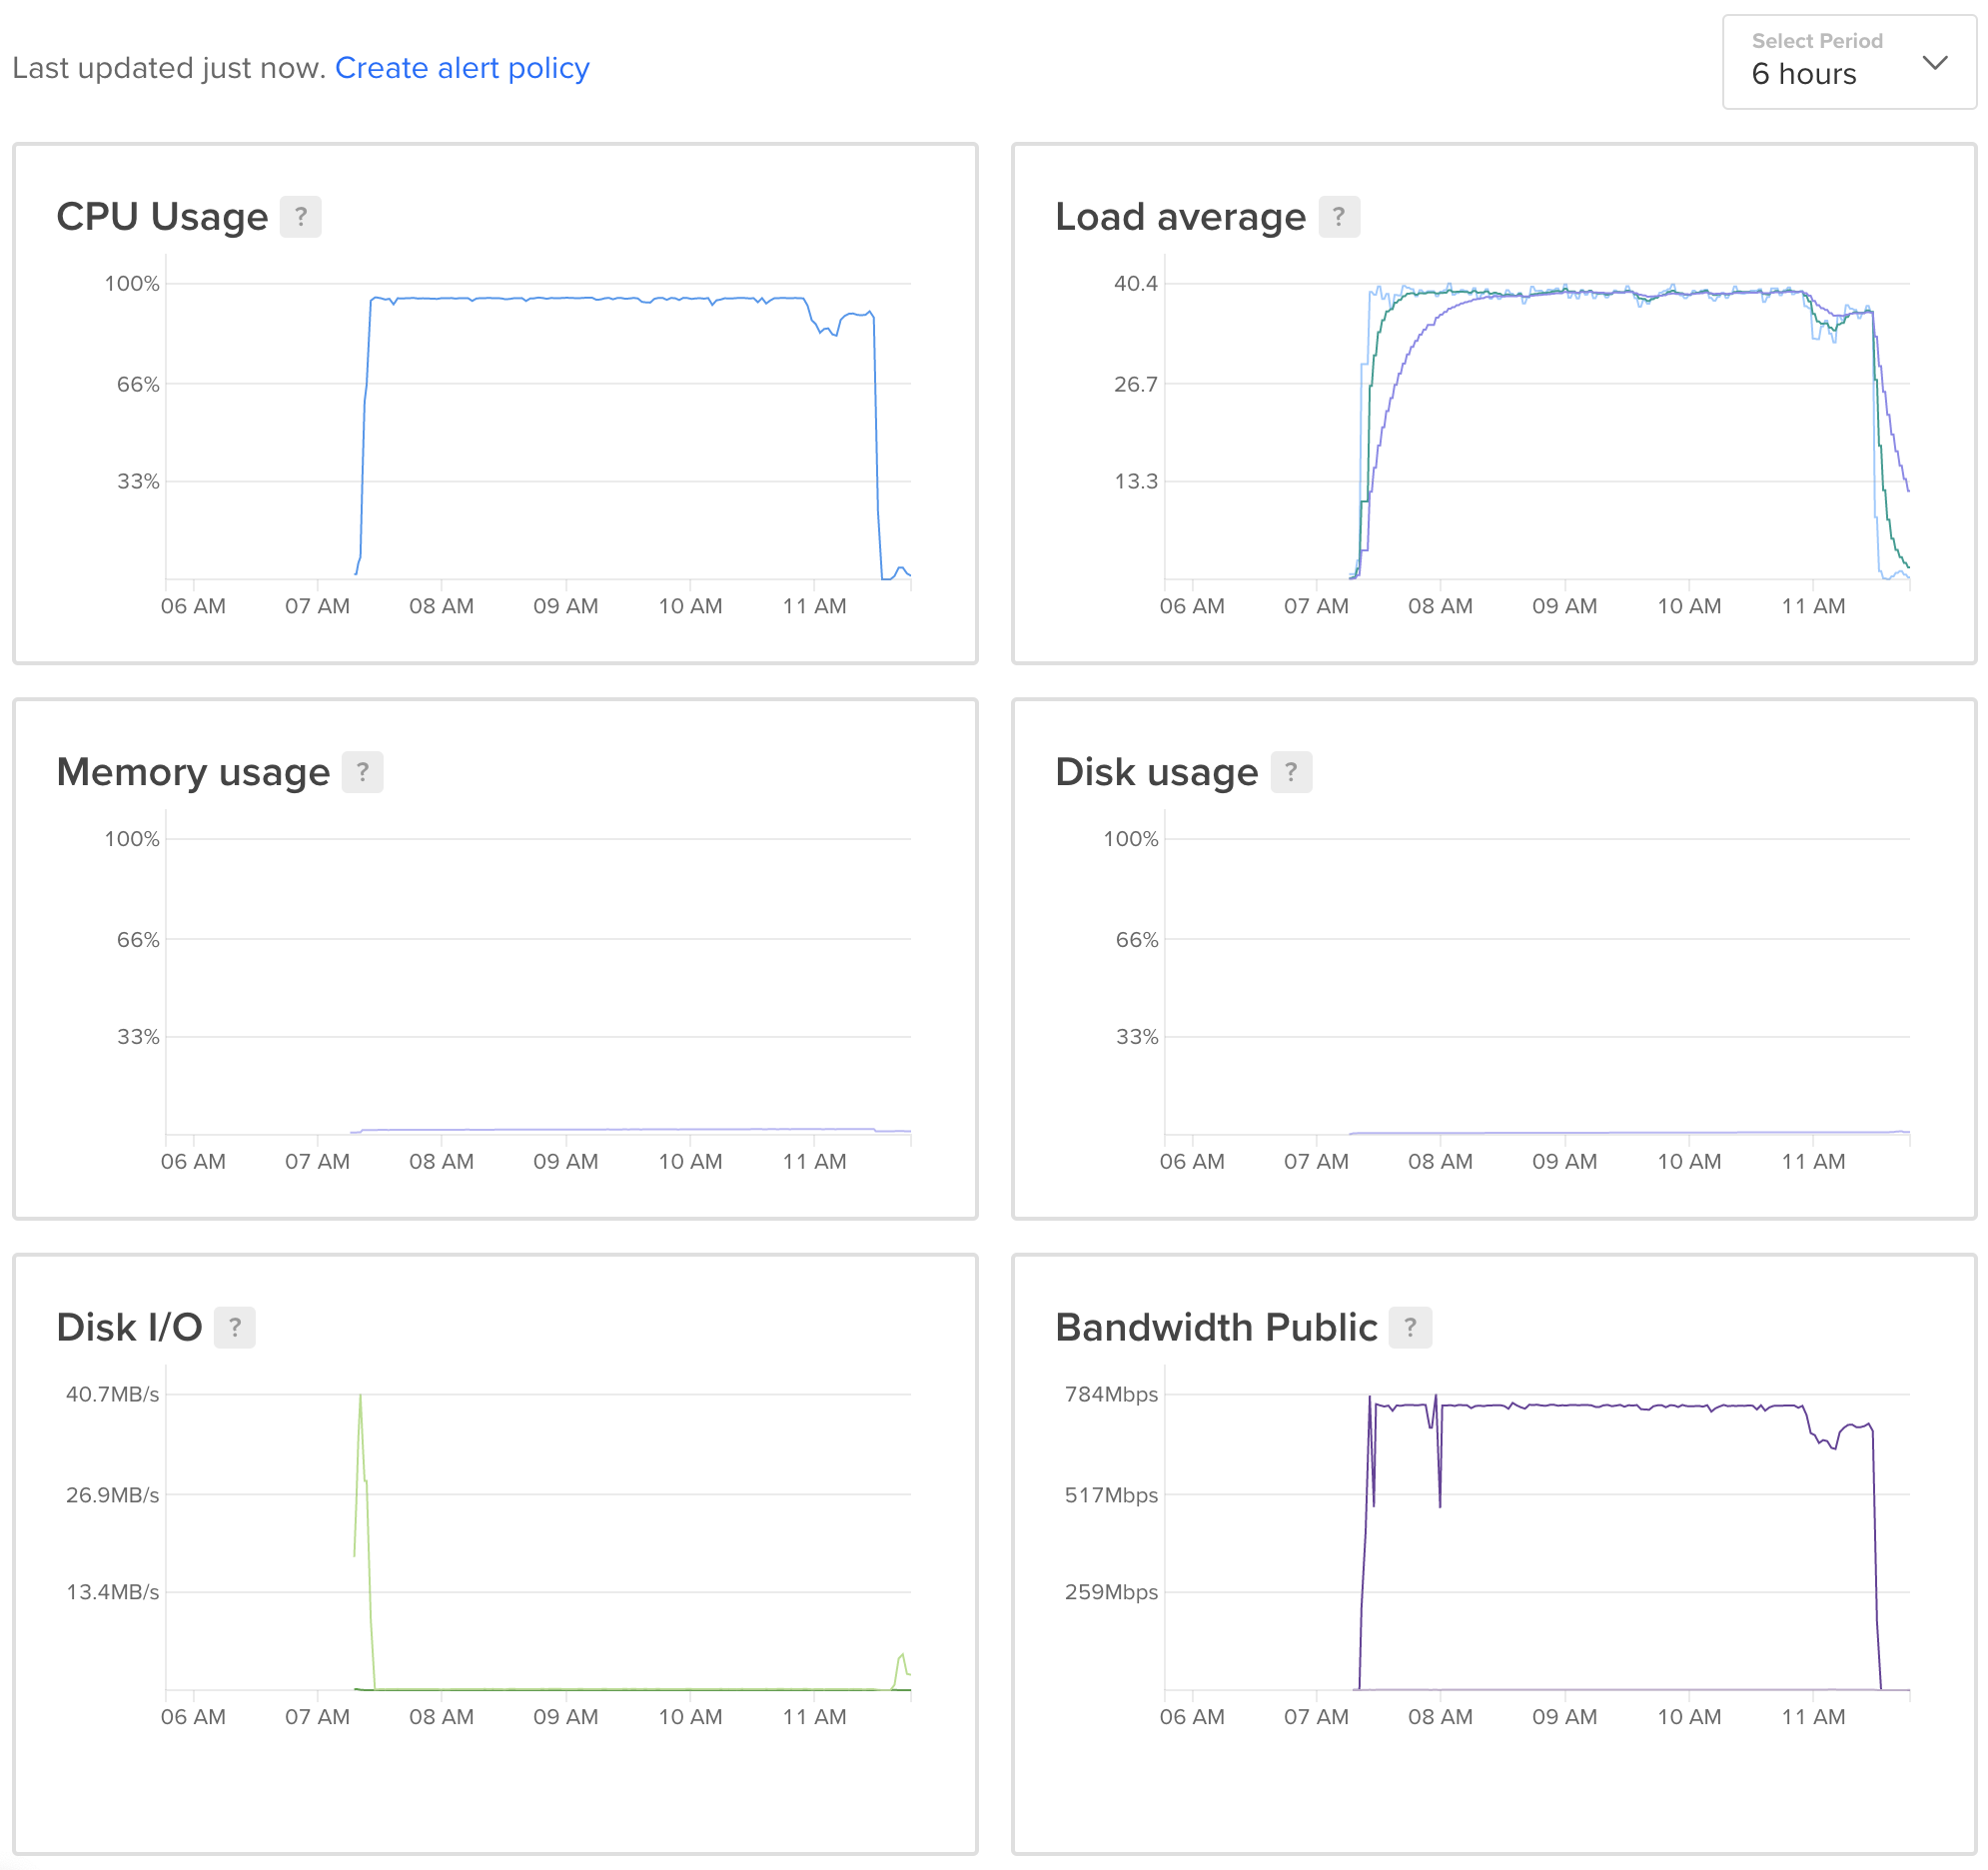 Select Period
Last updated just now. Create alert policy
6 hours
CPU Usage ?
100%
66%
33%
06 AM 07 AM 08 AM 09 AM 10 AM 11 AM
Load average ?
40.4
26.7
13.3
06 AM 07 AM 08 AM 09 AM 10 AM 11 AM
Memory usage ?
100%
66%
33%
06 AM 07 AM 08 AM 09 AM 10 AM 11 AM
Disk usage ?
100%
66%
33%
06 AM 07 AM 08 AM 09 AM 10 AM 11 AM
Disk I/O ?
40.7MB/s
26.9MB/s
13.4MB/s
06 AM 07 AM 08 AM 09 AM 10 AM 11 AM
Bandwidth Public ?
784Mbps
517Mbps
259Mbps
06 AM 07 AM 08 AM 09 AM 10 AM 11 AM